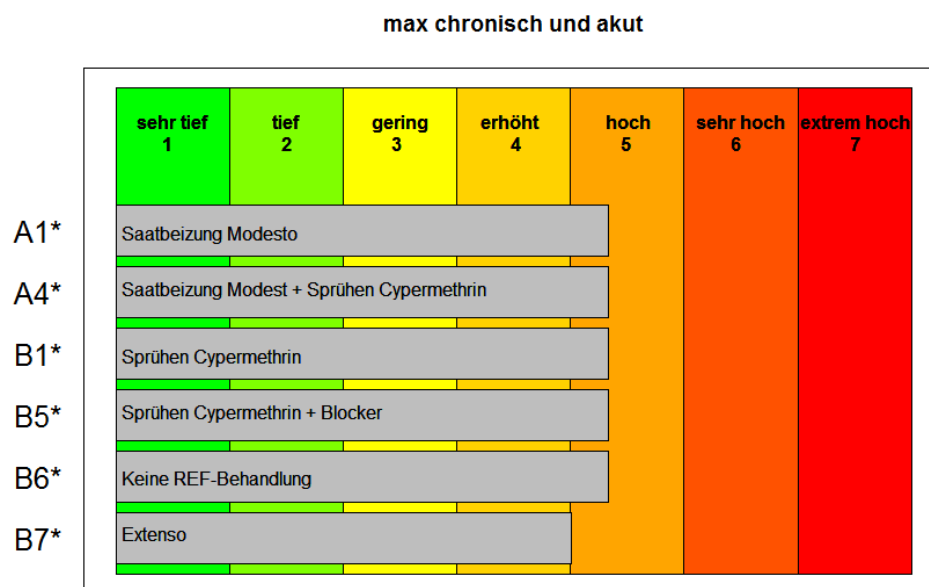 max chronisch und akut
sehr tief tief gering erhöht hoch sehr hoch extrem hoch
1 2 3 4 5 6 7
A1* Saatbeizung Modesto
A4* Saatbeizung Modest + Sprühen Cypermethrin
B1* Sprühen Cypermethrin
B5* Sprühen Cypermethrin + Blocker
B6* Keine REF-Behandlung
B7* Extenso